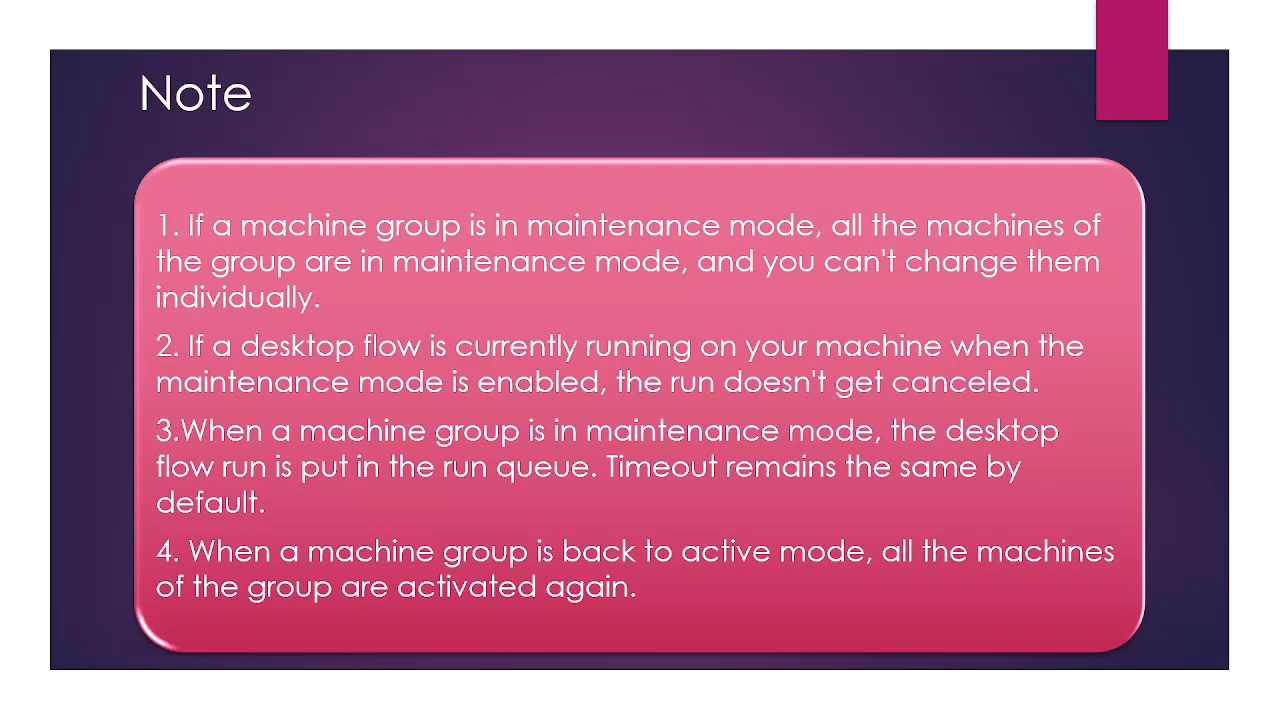 Note
1. If a machine group is in maintenance mode, all the machines of
the group are in maintenance mode, and you can't change them
individually.
2. If a desktop flow is currently running on your machine when the
maintenance mode is enabled, the run doesn't get canceled.
3.When a machine group is in maintenance mode, the desktop
flow run is put in the run queue. Timeout remains the same by
default.
4. When a machine group is back to active mode, all the machines
of the group are activated again.